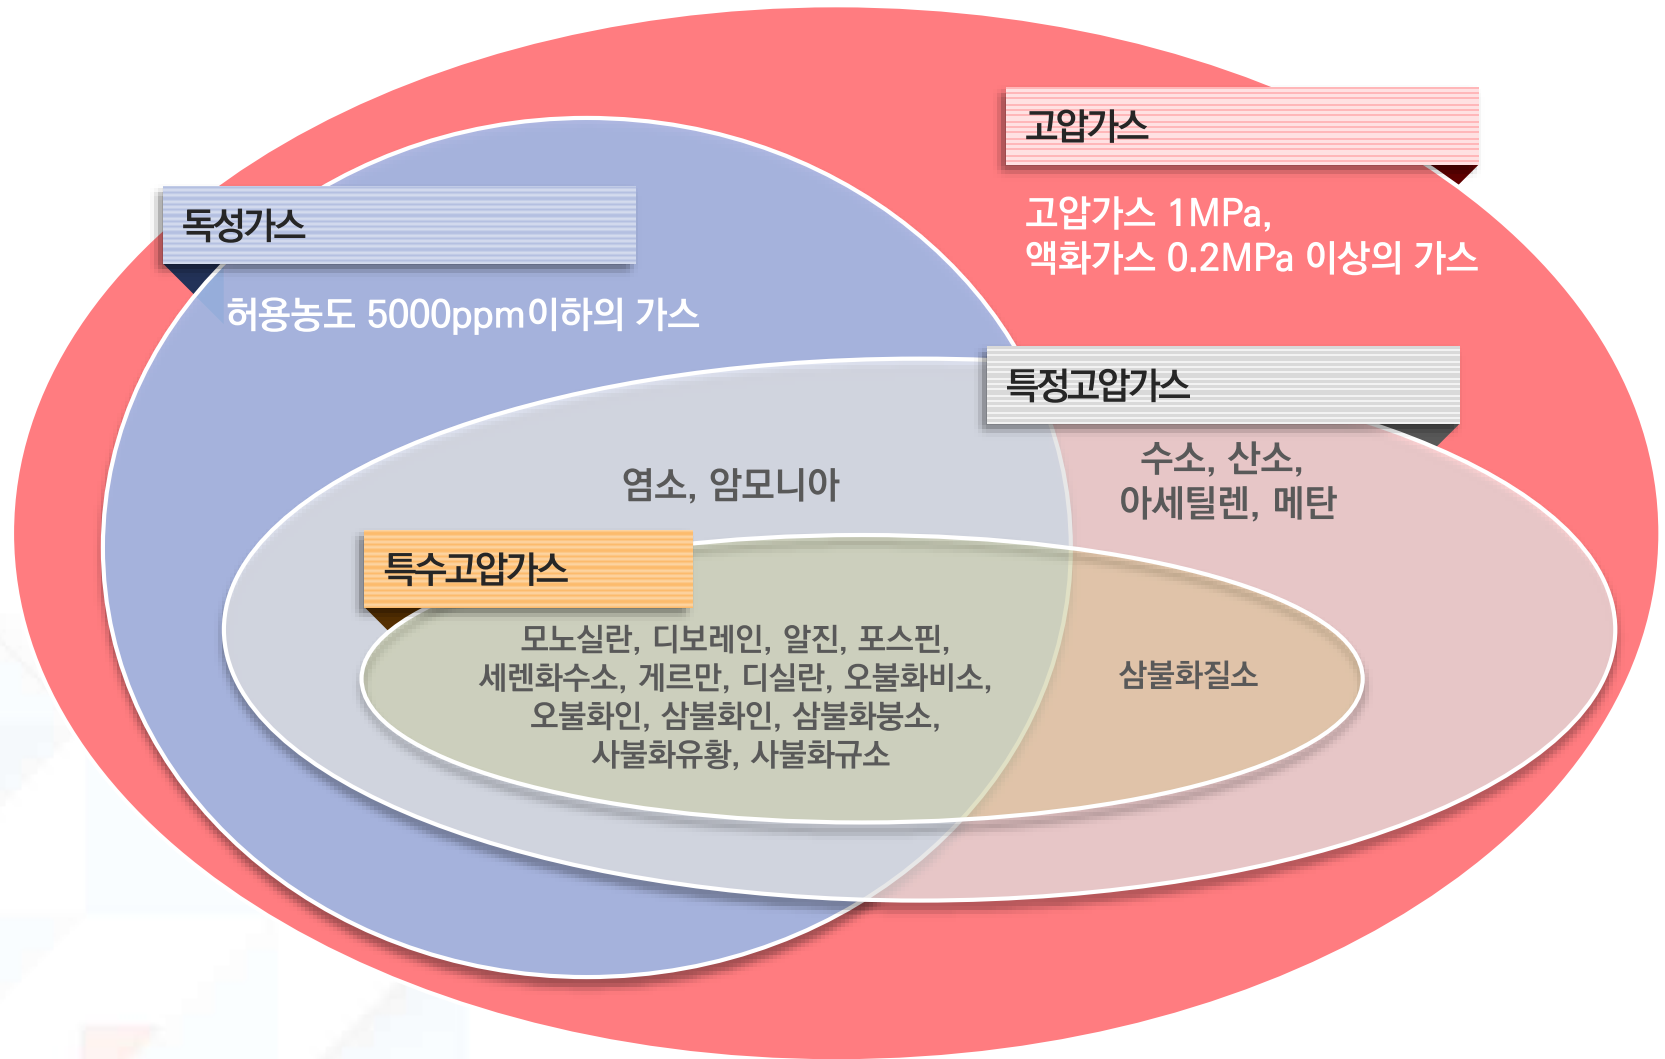 고압가스
고압가스 1MPa,
액화가스 0.2MPa 이상의 가스
독성가스
허용농도 5000ppm이하의 가스
특정고압가스
수소, 산소,
아세틸렌, 메탄
염소, 암모니아
특수고압가스
모노실란, 디보레인, 알진, 포스핀,
세렌화수소, 게르만, 디실란, 오불화비소,
오불화인, 삼불화인, 삼불화붕소,
사불화유황, 사불화규소
삼불화질소